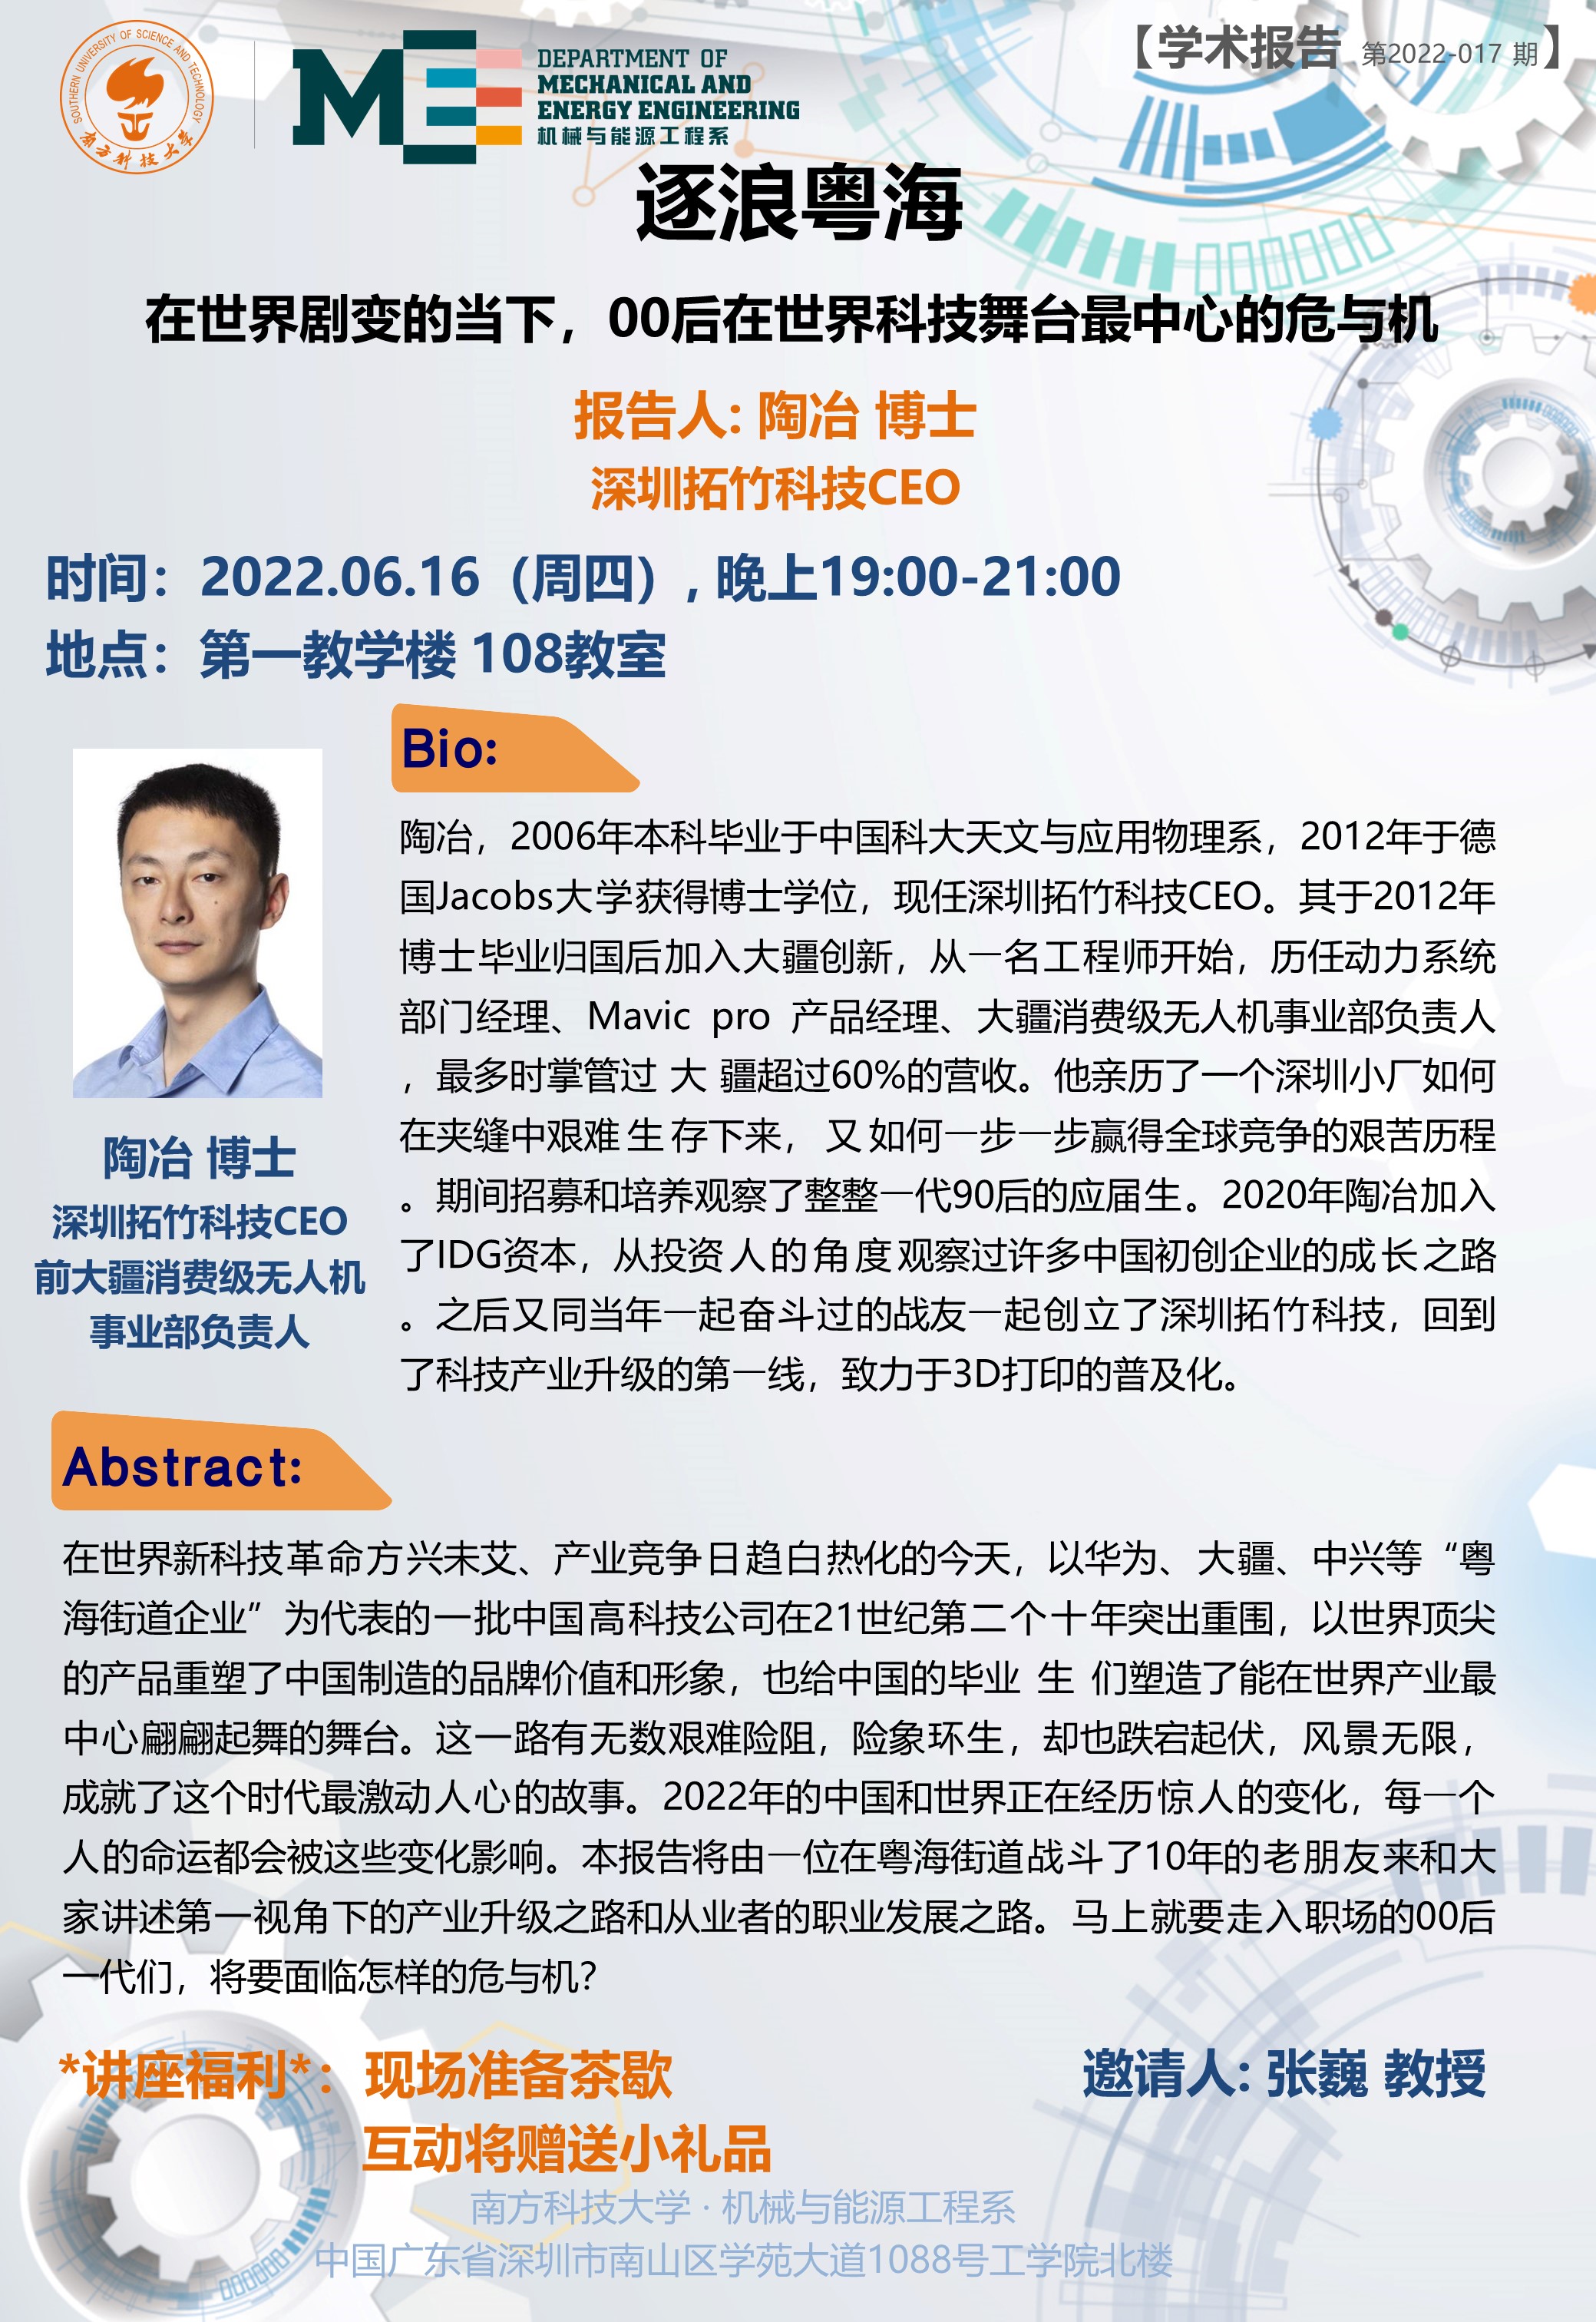 SOUTHERN UNIVERSITY OF SCIENCE AND TECHNOLOGY
南方科技大学
ME
DEPARTMENT OF
MECHANICAL AND
ENERGY ENGINEERING
机械与能源工程系
【学术报告 第2022-017 期】
逐浪粤海
在世界剧变的当下，00后在世界科技舞台最中心的危与机
报告人: 陶冶 博士
深圳拓竹科技CEO
时间：2022.06.16（周四）, 晚上19:00-21:00
地点：第一教学楼 108教室
陶冶 博士
深圳拓竹科技CEO
前大疆消费级无人机
事业部负责人
Bio:
陶冶，2006年本科毕业于中国科大天文与应用物理系，2012年于德
国Jacobs大学获得博士学位，现任深圳拓竹科技CEO。其于2012年
博士毕业归国后加入大疆创新，从一名工程师开始，历任动力系统
部门经理、Mavic pro 产品经理、大疆消费级无人机事业部负责人
，最多时掌管过 大 疆超过60%的营收。他亲历了一个深圳小厂如何
在夹缝中艰难 生 存下来， 又 如何一步一步赢得全球竞争的艰苦历程
。期间招募和培养观察了整整一代90后的应届生。2020年陶冶加入
了IDG资本，从投资人的角度观察过许多中国初创企业的成长之路
。之后又同当年一起奋斗过的战友一起创立了深圳拓竹科技，回到
了科技产业升级的第一线，致力于3D打印的普及化。
Abstract:
在世界新科技革命方兴未艾、产业竞争日趋白热化的今天，以华为、大疆、中兴等“粤
海街道企业”为代表的一批中国高科技公司在21世纪第二个十年突出重围，以世界顶尖
的产品重塑了中国制造的品牌价值和形象，也给中国的毕业 生 们塑造了能在世界产业最
中心翩翩起舞的舞台。这一路有无数艰难险阻，险象环生，却也跌宕起伏，风景无限，
成就了这个时代最激动人心的故事。2022年的中国和世界正在经历惊人的变化，每一个
人的命运都会被这些变化影响。本报告将由一位在粤海街道战斗了10年的老朋友来和大
家讲述第一视角下的产业升级之路和从业者的职业发展之路。马上就要走入职场的00后
一代们，将要面临怎样的危与机？
*讲座福利*：现场准备茶歇
互动将赠送小礼品
邀请人: 张巍 教授
南方科技大学 · 机械与能源工程系
中国广东省深圳市南山区学苑大道1088号工学院北楼